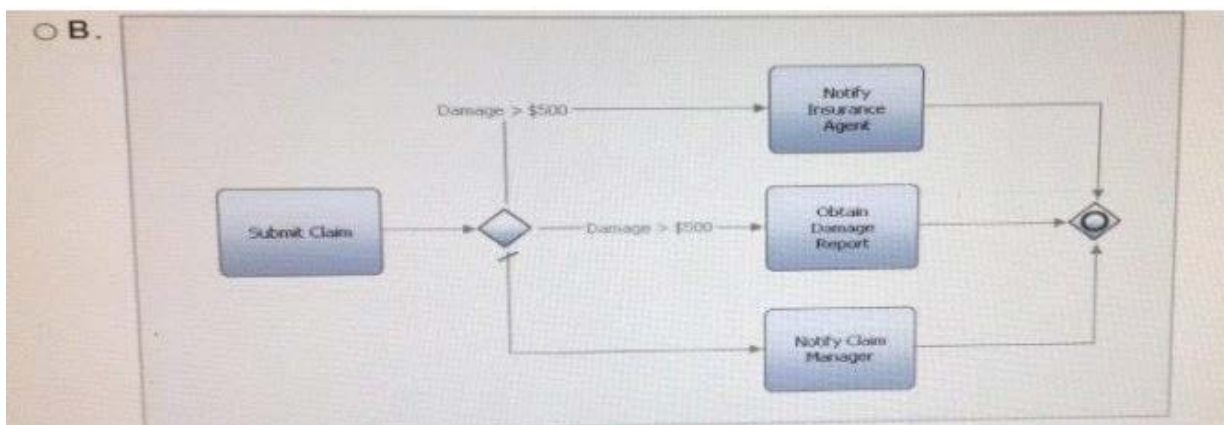 B.
Damage > $500
Notify
Insurance
Agent
Submit Claim
Damage > $500
Obtain
Damage
Report
Notify Claim
Manager